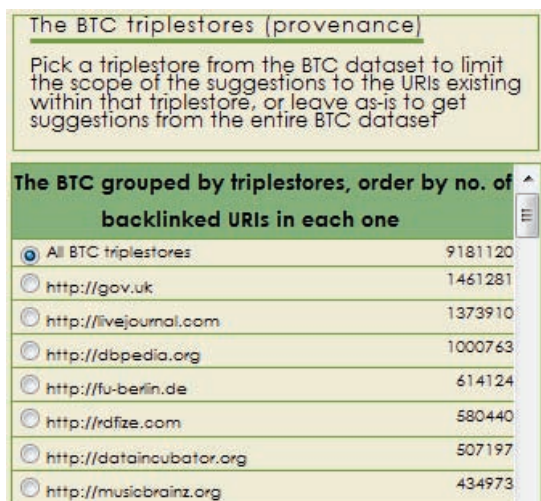 The BTC triplestores (provenance)
Pick a triplestore from the BTC dataset to limit
the scope of the suggestions to the URIs existing
within that triplestore, or leave as-is to get
suggestions from the entire BTC dataset
The BTC grouped by triplestores, order by no. of
backlinked URIs in each one
All BTC triplestores 9181120
http://gov.uk 1461281
http://livejournal.com 1373910
http://dbpedia.org 1000763
http://fu-berlin.de 614124
http://rdfize.com 580440
http://dataincubator.org 507197
http://musicbrainz.org 434973